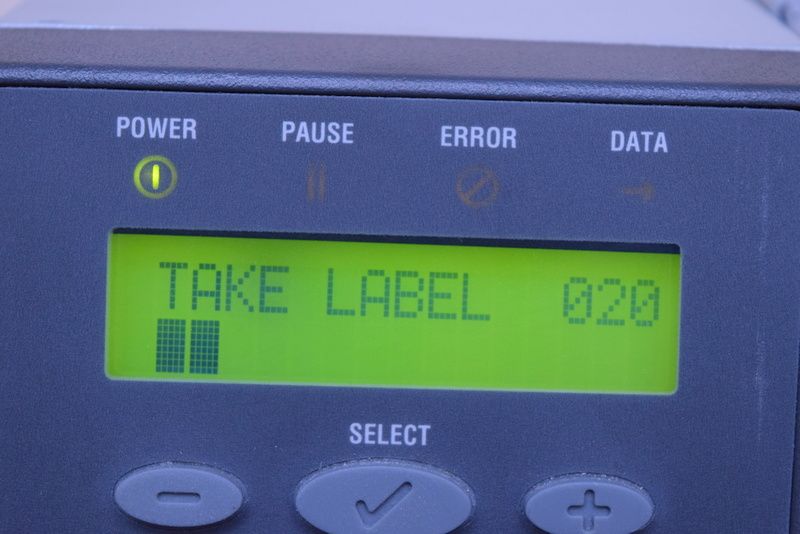 POWER PAUSE ERROR DATA
TAKE LABEL 020
SELECT